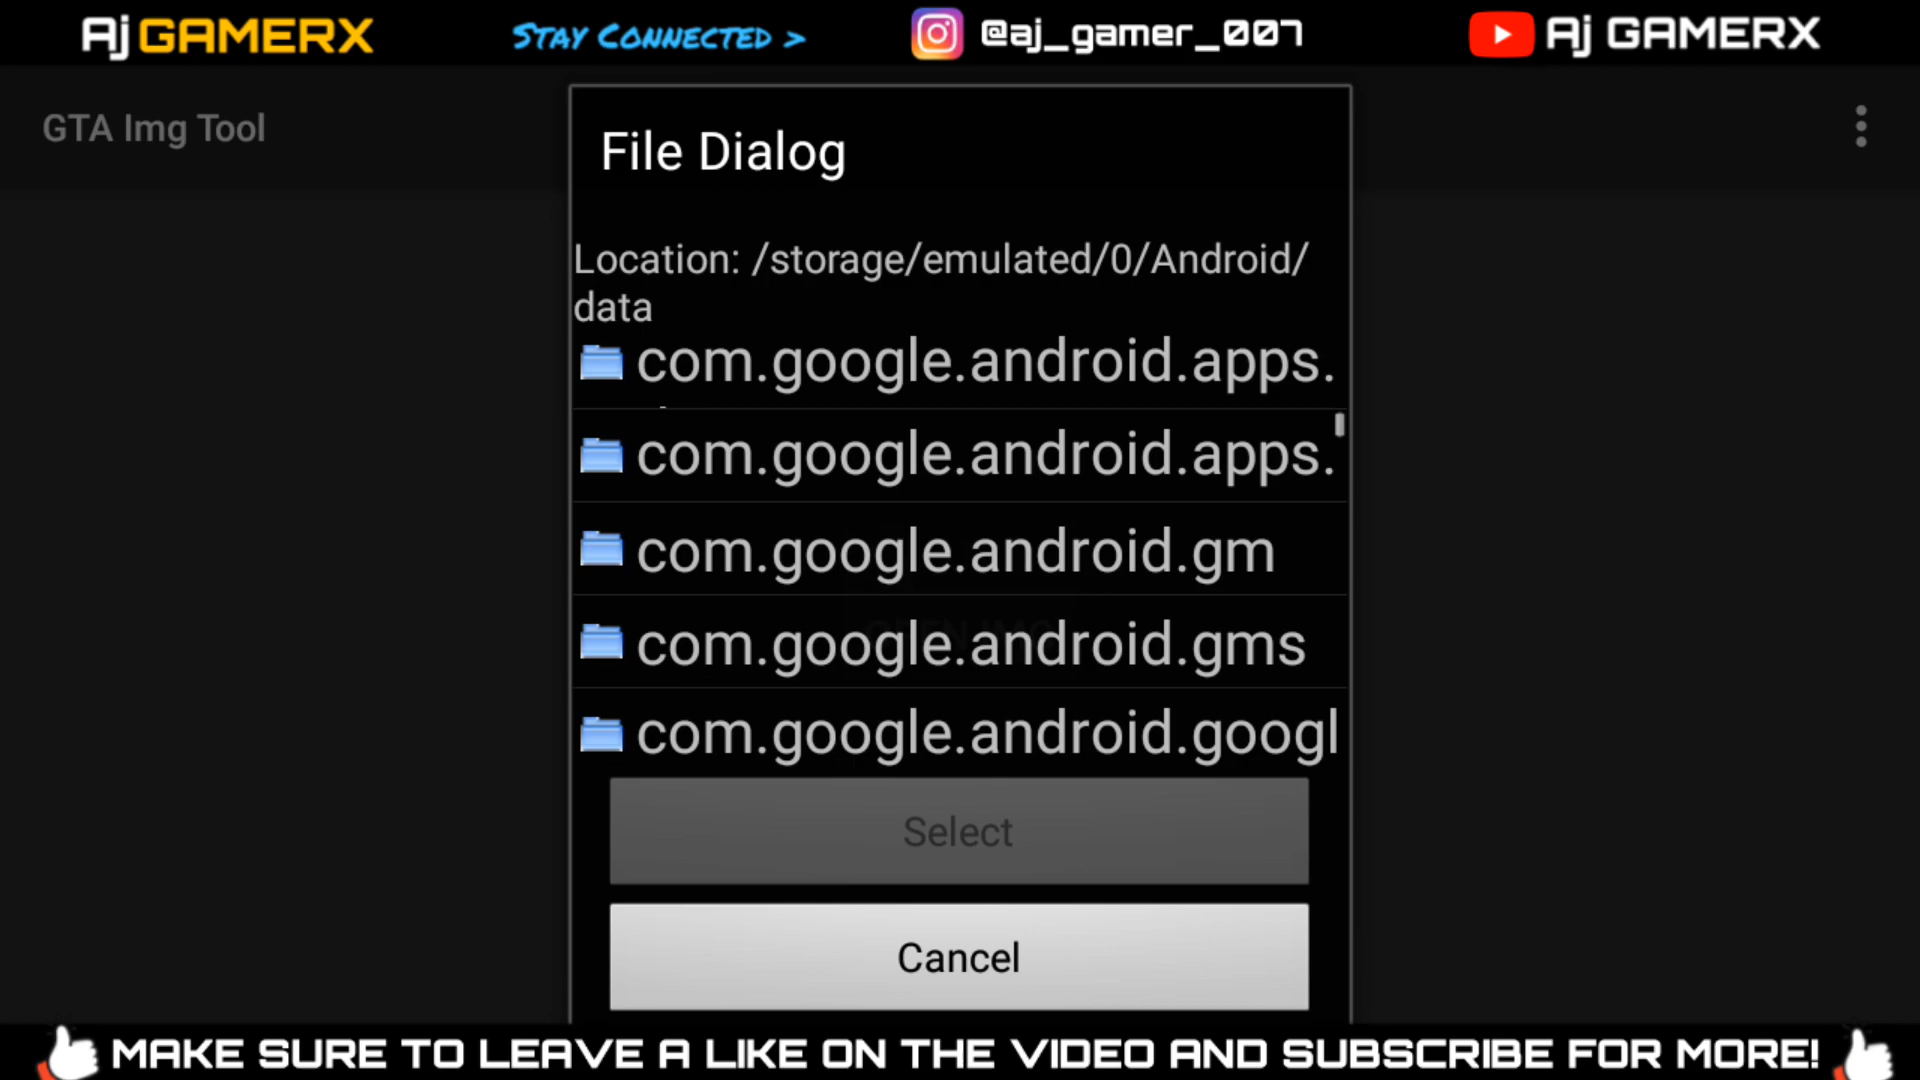 Aj GAMERX
STAY CONNECTED >
@aj_gamer_007
Aj GAMERX
GTA Img Tool
File Dialog
Location: /storage/emulated/0/Android/
data
com.google.android.apps.
com.google.android.apps.
com.google.android.gm
com.google.android.gms
com.google.android.googl
Select
Cancel
MAKE SURE TO LEAVE A LIKE ON THE VIDEO AND SUBSCRIBE FOR MORE!